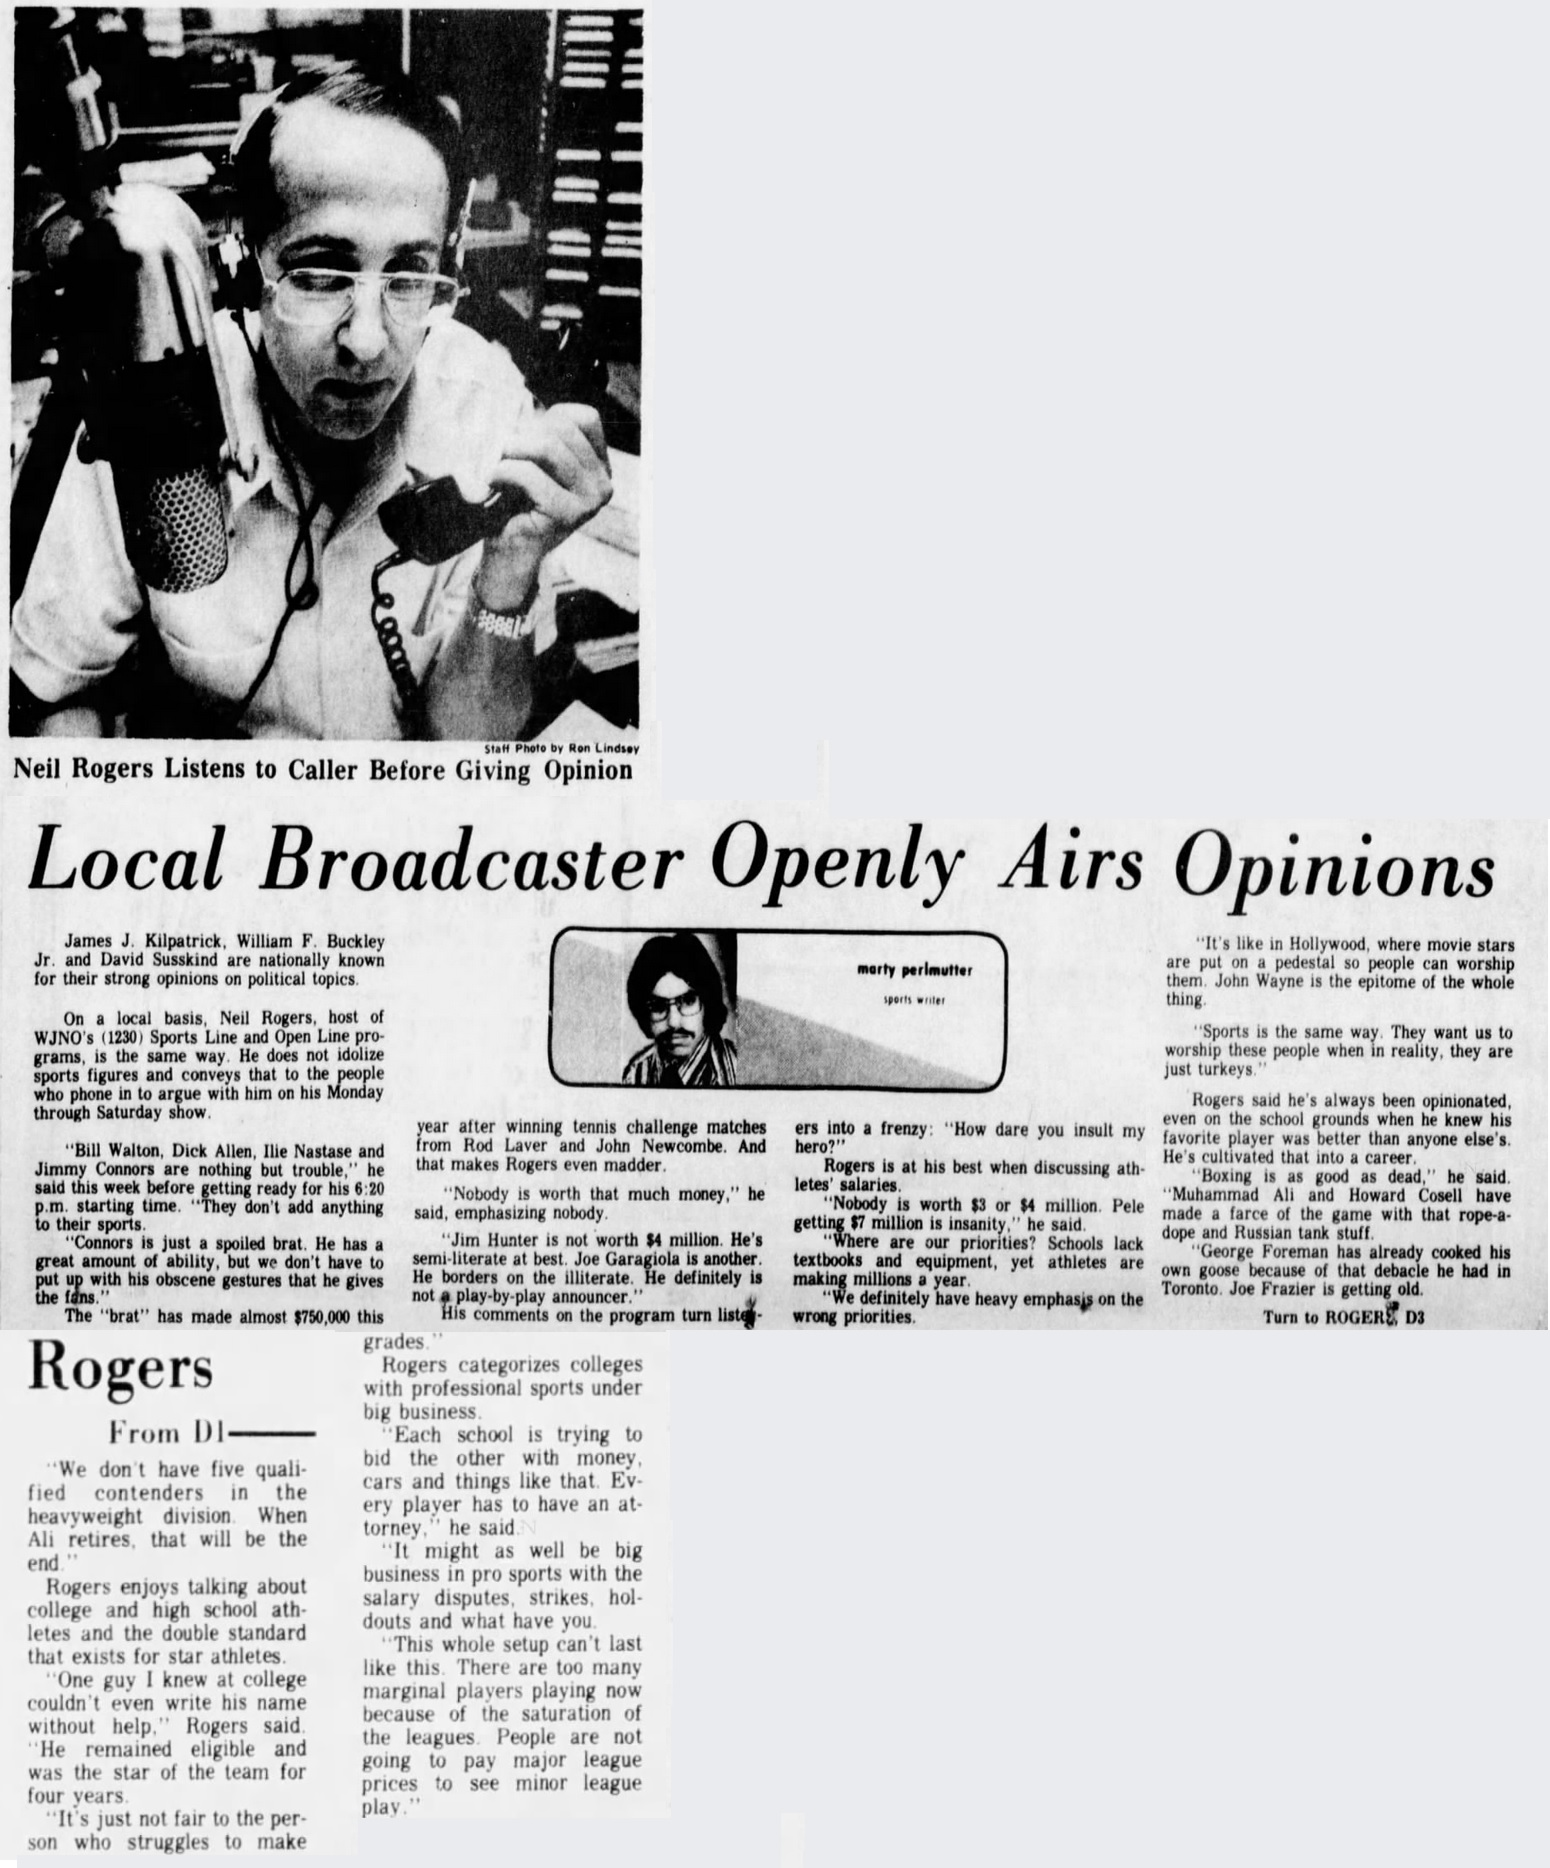 Staff Photo by Ron Lindsey
Neil Rogers Listens to Caller Before Giving Opinion
Local Broadcaster Openly Airs Opinions
James J. Kilpatrick, William F. Buckley
Jr. and David Susskind are nationally known
for their strong opinions on political topics.
On a local basis, Neil Rogers, host of
WJNO's (1230) Sports Line and Open Line pro-
grams, is the same way. He does not idolize
sports figures and conveys that to the people
who phone in to argue with him on his Monday
through Saturday show.
"Bill Walton, Dick Allen, Ilie Nastase and
Jimmy Connors are nothing but trouble," he
said this week before getting ready for his 6:20
p.m. starting time. "They don't add anything
to their sports.
"Connors is just a spoiled brat. He has a
great amount of ability, but we don't have to
put up with his obscene gestures that he gives
the fans."
The "brat" has made almost $750,000 this
marty perlmutter
sports writer
year after winning tennis challenge matches
from Rod Laver and John Newcombe. And
that makes Rogers even madder.
"Nobody is worth that much money," he
said, emphasizing nobody.
"Jim Hunter is not worth $4 million. He's
semi-literate at best. Joe Garagiola is another.
He borders on the illiterate. He definitely is
not a play-by-play announcer."
His comments on the program turn listen-
ers into a frenzy: "How dare you insult my
hero?"
Rogers is at his best when discussing ath-
letes' salaries.
"Nobody is worth $3 or $4 million. Pele
getting $7 million is insanity," he said.
"Where are our priorities? Schools lack
textbooks and equipment, yet athletes are
making millions a year.
"We definitely have heavy emphasis on the
wrong priorities.
"It's like in Hollywood, where movie stars
are put on a pedestal so people can worship
them. John Wayne is the epitome of the whole
thing.
"Sports is the same way. They want us to
worship these people when in reality, they are
just turkeys."
Rogers said he's always been opinionated,
even on the school grounds when he knew his
favorite player was better than anyone else's.
He's cultivated that into a career.
"Boxing is as good as dead," he said.
"Muhammad Ali and Howard Cosell have
made a farce of the game with that rope-a-
dope and Russian tank stuff.
"George Foreman has already cooked his
own goose because of that debacle he had in
Toronto. Joe Frazier is getting old.
Turn to ROGERS, D3
Rogers
From D1
"We don't have five quali-
fied contenders in the
heavyweight division. When
Ali retires, that will be the
end."
Rogers enjoys talking about
college and high school ath-
letes and the double standard
that exists for star athletes.
"One guy I knew at college
couldn't even write his name
without help," Rogers said.
"He remained eligible and
was the star of the team for
four years.
"It's just not fair to the per-
son who struggles to make
grades."
Rogers categorizes colleges
with professional sports under
big business.
"Each school is trying to
bid the other with money,
cars and things like that. Ev-
ery player has to have an at-
torney," he said.
"It might as well be big
business in pro sports with the
salary disputes, strikes, hol-
douts and what have you.
"This whole setup can't last
like this. There are too many
marginal players playing now
because of the saturation of
the leagues. People are not
going to pay major league
prices to see minor league
play."